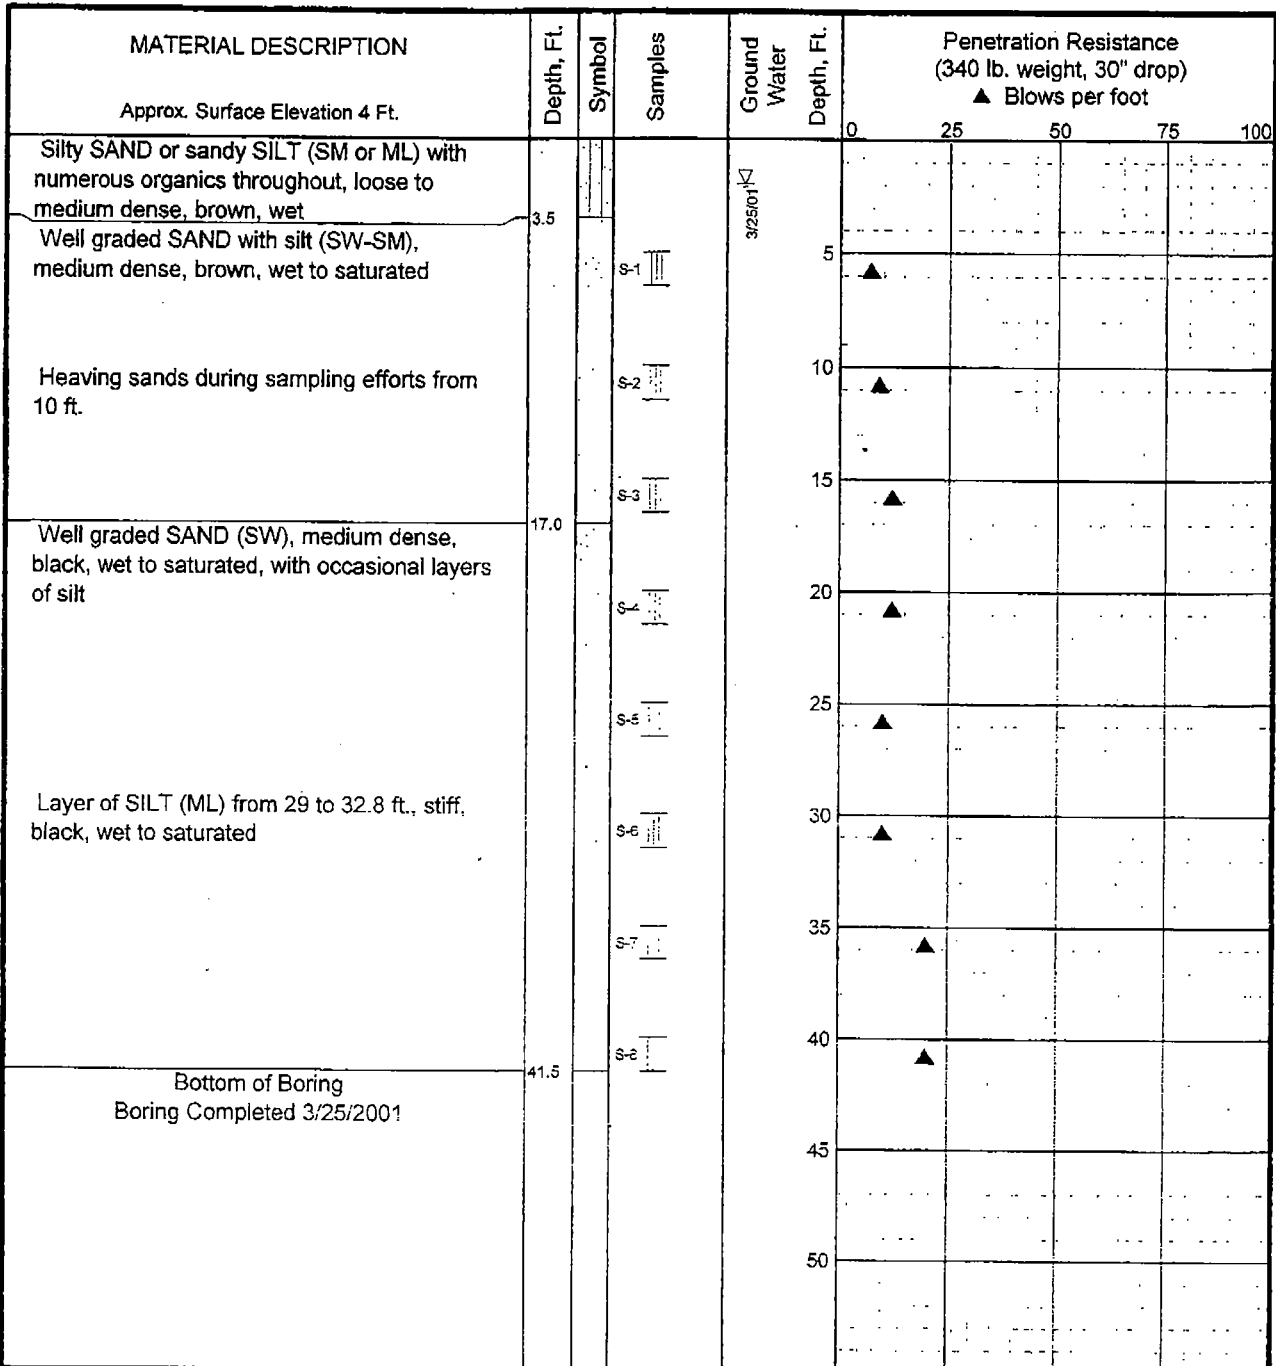 MATERIAL DESCRIPTION
Approx. Surface Elevation 4 Ft.
Depth, Ft.
Symbol
Samples
Ground
Water
Depth, Ft.
Penetration Resistance
(340 lb. weight, 30" drop)
▲ Blows per foot
0 25 50 75 100
Silty SAND or sandy SILT (SM or ML) with
numerous organics throughout, loose to
medium dense, brown, wet
3.5
3/25/01
Well graded SAND with silt (SW-SM),
medium dense, brown, wet to saturated
S-1
5
Heaving sands during sampling efforts from
10 ft.
S-2
10
S-3
15
17.0
Well graded SAND (SW), medium dense,
black, wet to saturated, with occasional layers
of silt
S-4
20
S-5
25
Layer of SILT (ML) from 29 to 32.8 ft., stiff,
black, wet to saturated
S-6
30
S-7
35
S-8
40
41.5
Bottom of Boring
Boring Completed 3/25/2001
45
50